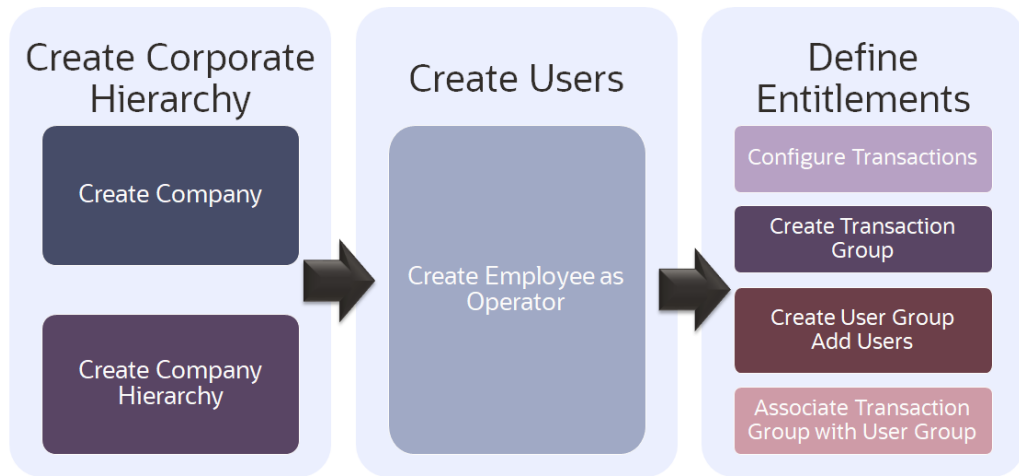 Create Corporate
Hierarchy
Create Company
Create Company
Hierarchy
Create Users
Create Employee as
Operator
Define
Entitlements
Configure Transactions
Create Transaction
Group
Create User Group
Add Users
Associate Transaction
Group with User Group